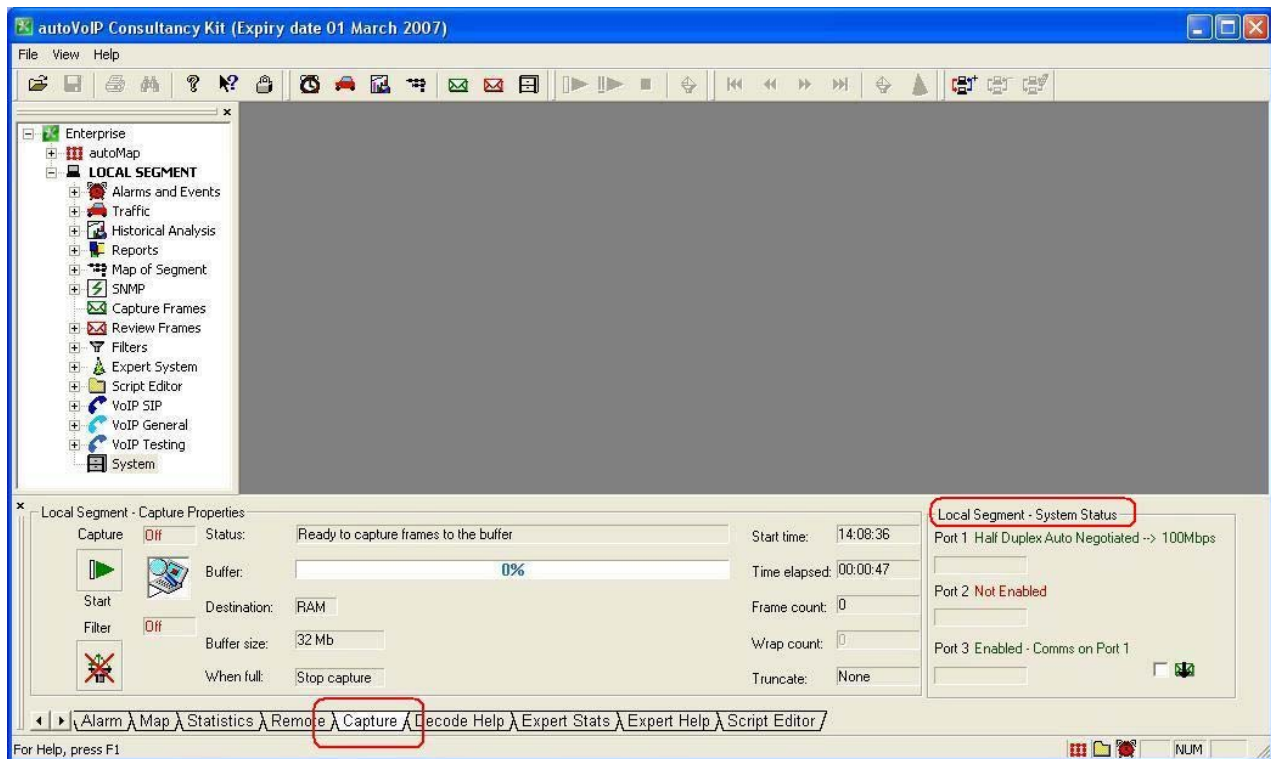 autoVoIP Consultancy Kit (Expiry date 01 March 2007)
File View Help
Enterprise
autoMap
LOCAL SEGMENT
Alarms and Events
Traffic
Historical Analysis
Reports
Map of Segment
SNMP
Capture Frames
Review Frames
Filters
Expert System
Script Editor
VoIP SIP
VoIP General
VoIP Testing
System
Local Segment - Capture Properties
Capture Off
Start
Filter Off
Status: Ready to capture frames to the buffer
Buffer: 0%
Destination: RAM
Buffer size: 32 Mb
When full: Stop capture
Start time: 14:08:36
Time elapsed: 00:00:47
Frame count: 0
Wrap count: 0
Truncate: None
Local Segment - System Status
Port 1 Half Duplex Auto Negotiated --> 100Mbps
Port 2 Not Enabled
Port 3 Enabled - Comms on Port 1
Alarm Map Statistics Remote Capture Decode Help Expert Stats Expert Help Script Editor
For Help, press F1
NUM